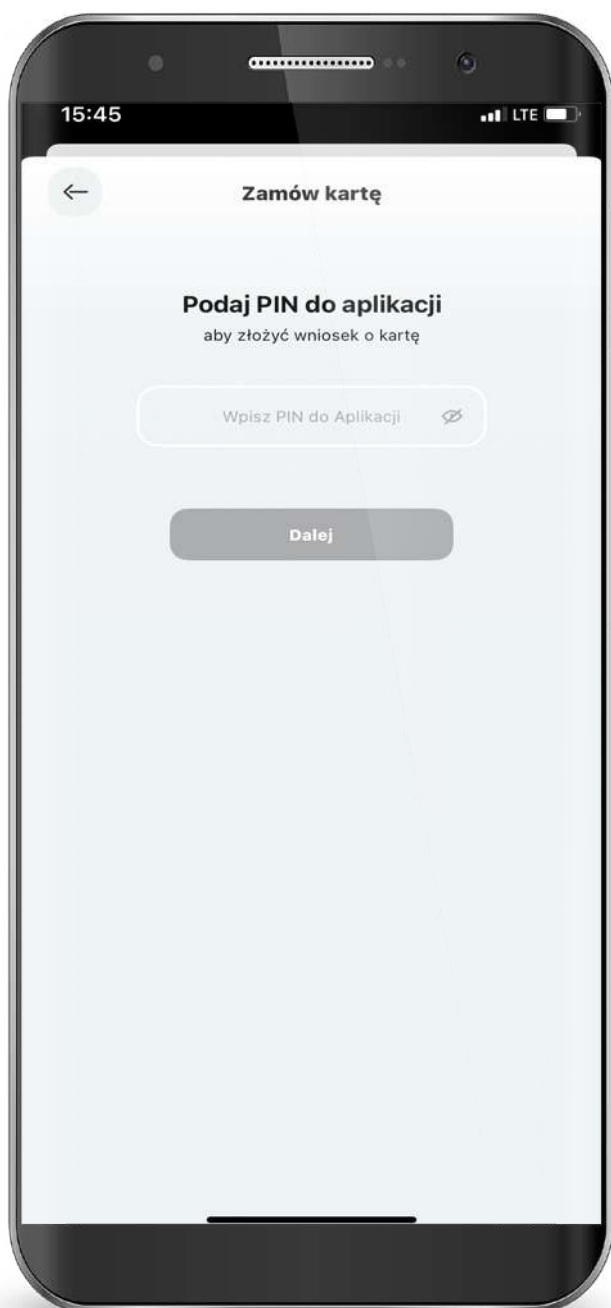 15:45
LTE
Zamów kartę
Podaj PIN do aplikacji
aby złożyć wniosek o kartę
Wpisz PIN do Aplikacji
Dalej